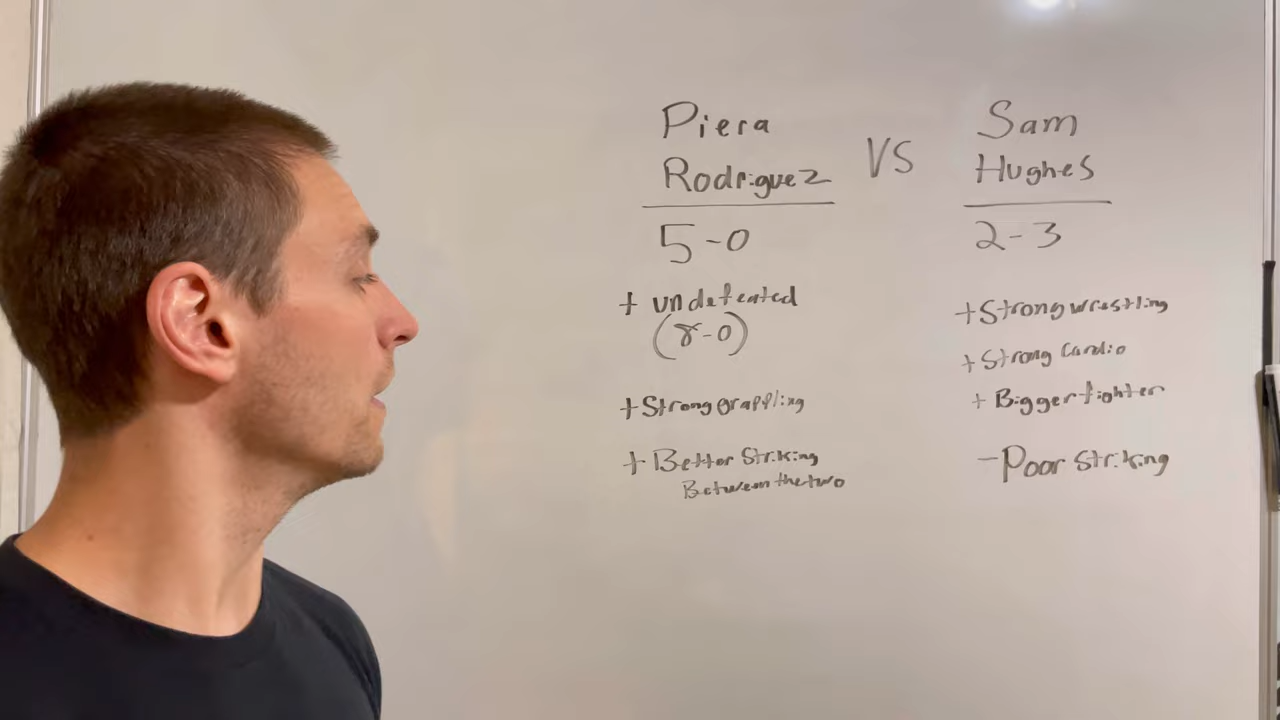 Piera
Rodriguez
VS
Sam
Hughes
5-0
+ undefeated
(8-0)
+ Strong grappling
+ Better Striking
Between the two
2-3
+ Strong wrestling
+ Strong Cardio
+ Bigger fighter
- Poor Striking